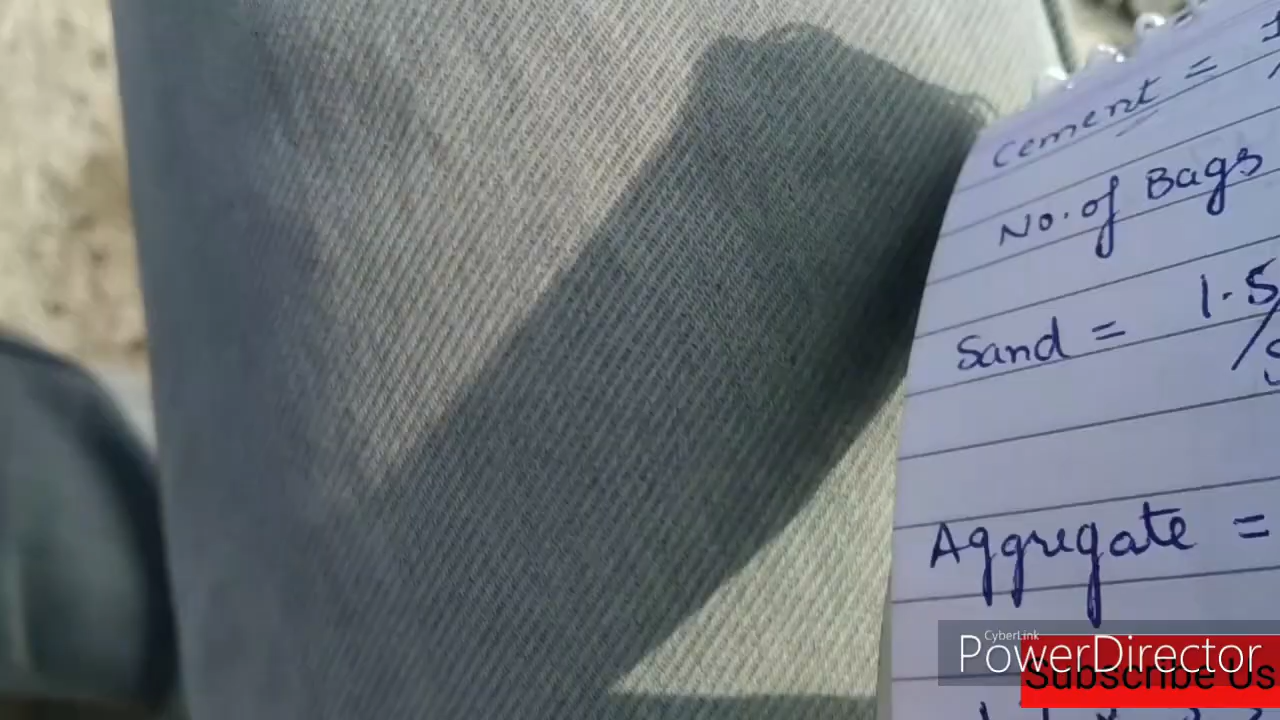 Cement =
No. of Bags
Sand = 1.5/
Aggregate =
CyberLink
PowerDirector
Subscribe Us